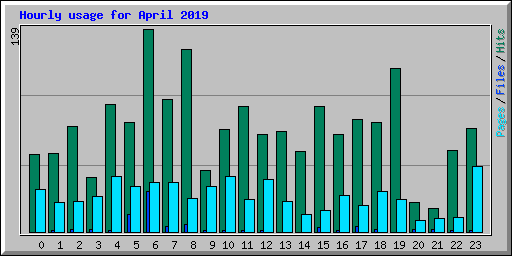 Hourly usage for April 2019
139
Pages/Files/Hits
0 1 2 3 4 5 6 7 8 9 10 11 12 13 14 15 16 17 18 19 20 21 22 23